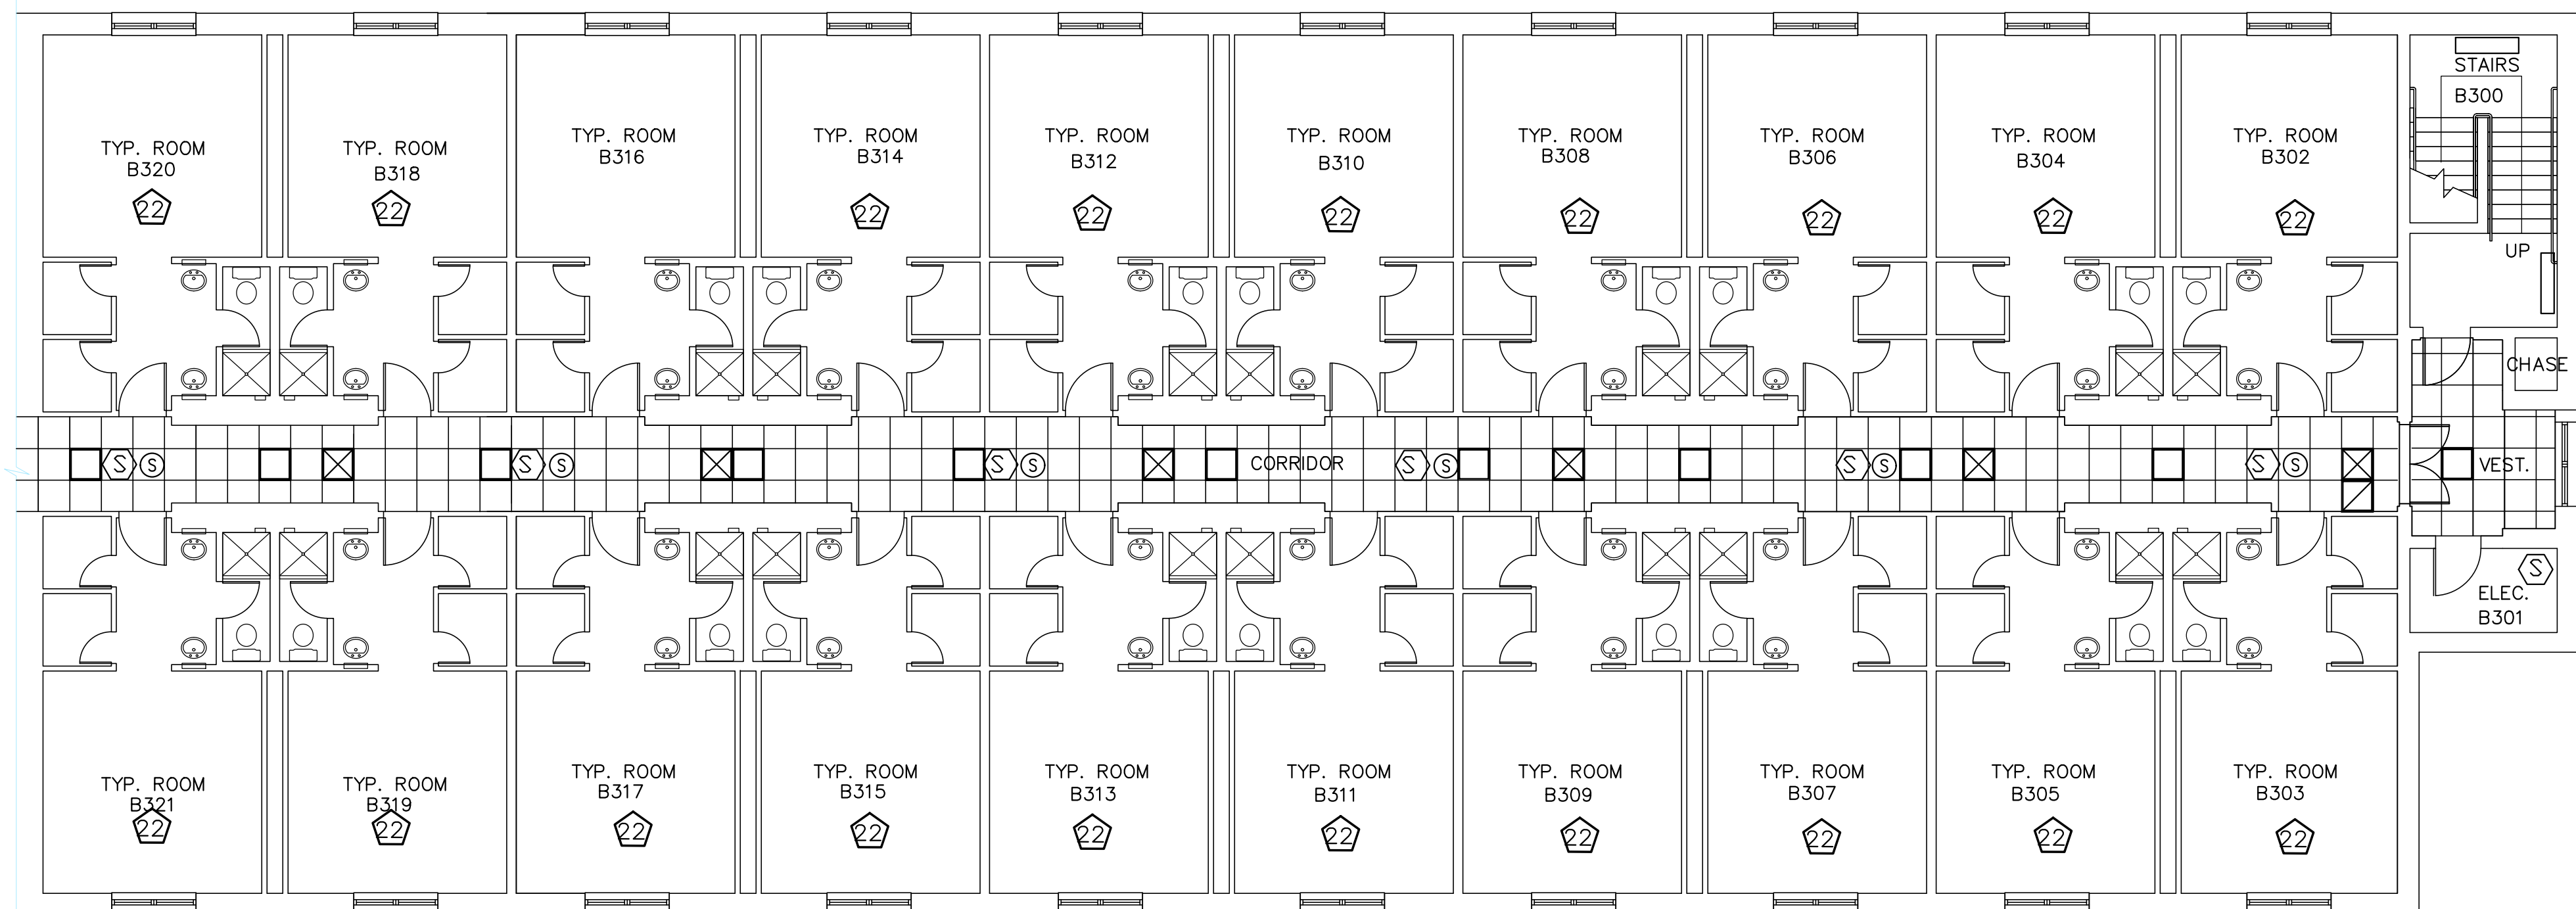 TYP. ROOM
B320
22
TYP. ROOM
B318
22
TYP. ROOM
B316
TYP. ROOM
B314
22
TYP. ROOM
B312
22
TYP. ROOM
B310
22
TYP. ROOM
B308
22
TYP. ROOM
B306
22
TYP. ROOM
B304
22
TYP. ROOM
B302
22
STAIRS
B300
UP
CHASE
S
S
S
S
S
S
CORRIDOR
S
S
S
S
S
S
VEST.
S
ELEC.
B301
TYP. ROOM
B321
22
TYP. ROOM
B319
22
TYP. ROOM
B317
22
TYP. ROOM
B315
22
TYP. ROOM
B313
22
TYP. ROOM
B311
22
TYP. ROOM
B309
22
TYP. ROOM
B307
22
TYP. ROOM
B305
22
TYP. ROOM
B303
22